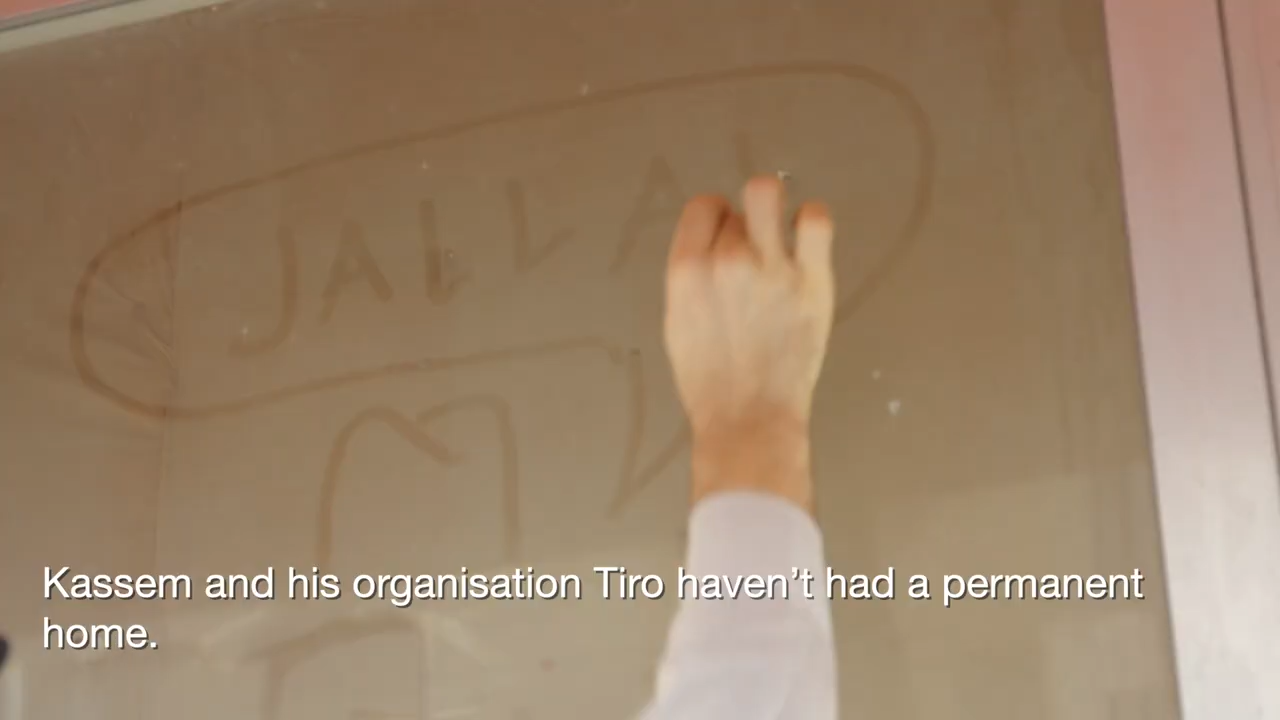 JALLA
Kassem and his organisation Tiro haven’t had a permanent
home.